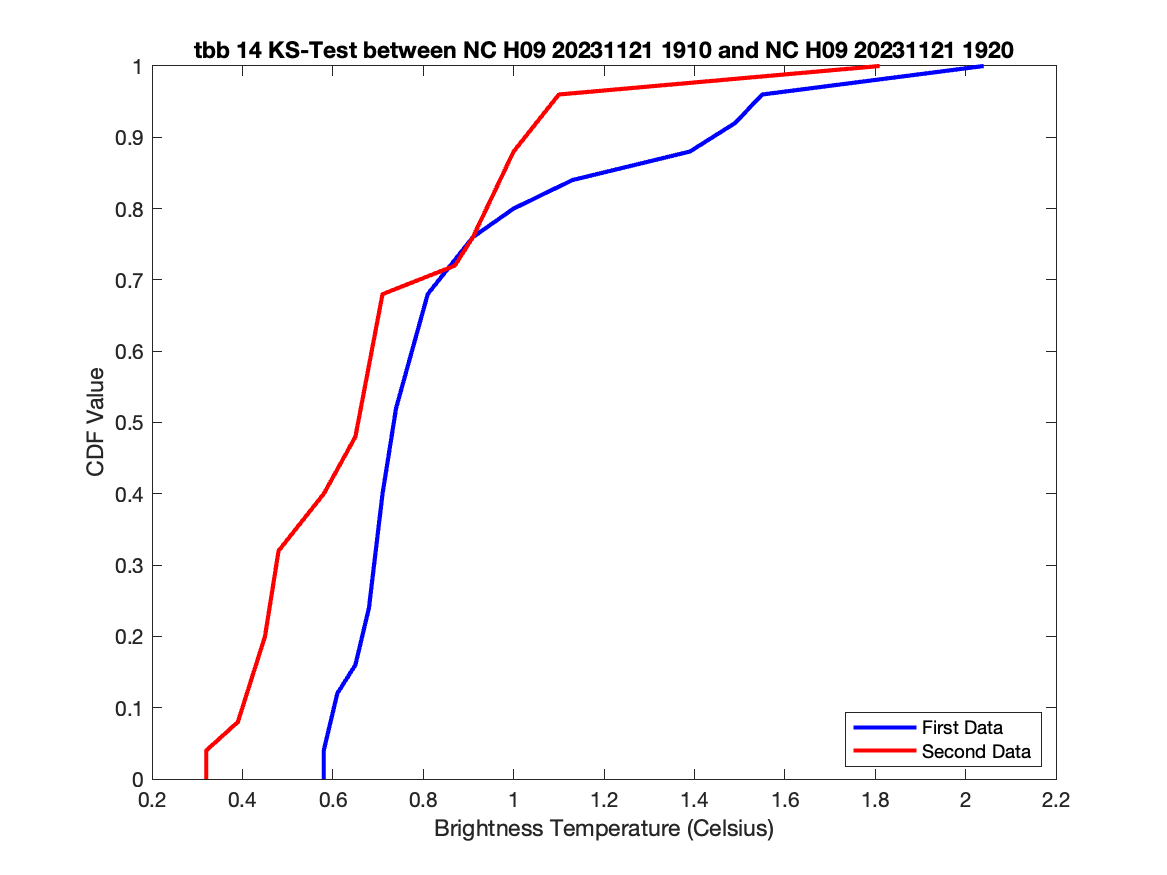 tbb 14 KS-Test between NC H09 20231121 1910 and NC H09 20231121 1920
1
0.9
0.8
0.7
0.6
0.5
0.4
0.3
0.2
0.1
0
CDF Value
First Data
Second Data
0.2 0.4 0.6 0.8 1 1.2 1.4 1.6 1.8 2 2.2
Brightness Temperature (Celsius)